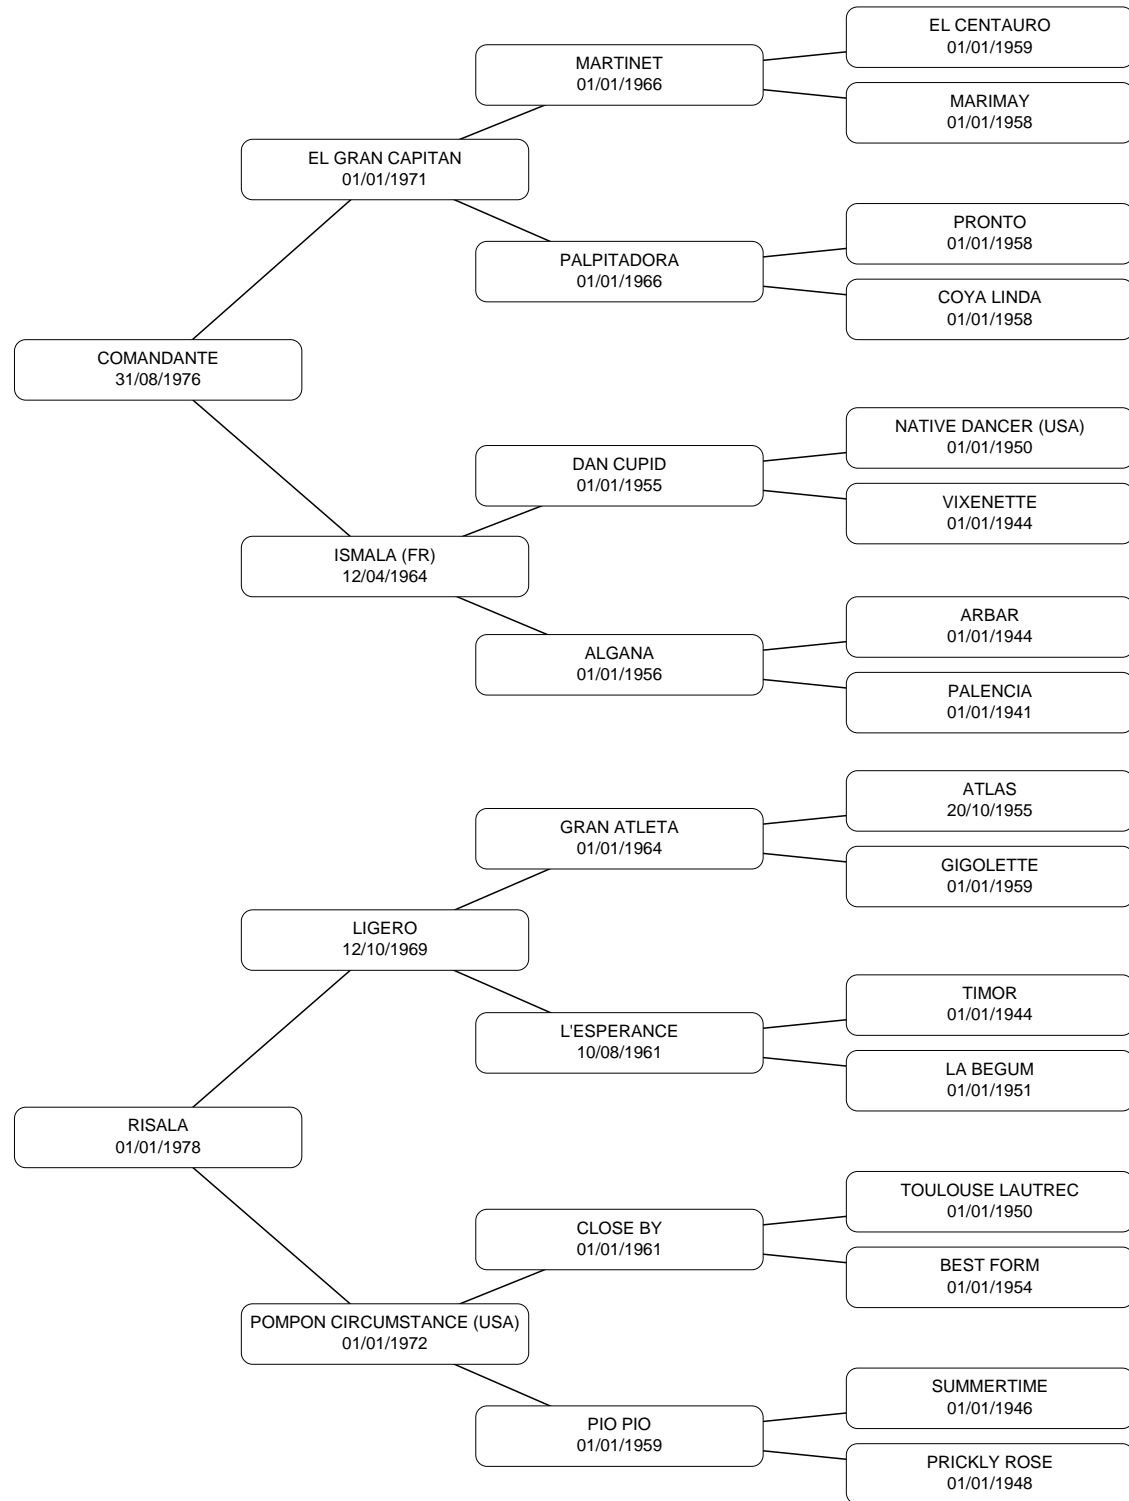 EL CENTAURO
01/01/1959
MARTINET
01/01/1966
MARIMAY
01/01/1958
EL GRAN CAPITAN
01/01/1971
PRONTO
01/01/1958
PALPITADORA
01/01/1966
COYA LINDA
01/01/1958
COMANDANTE
31/08/1976
NATIVE DANCER (USA)
01/01/1950
DAN CUPID
01/01/1955
VIXENETTE
01/01/1944
ISMALA (FR)
12/04/1964
ARBAR
01/01/1944
ALGANA
01/01/1956
PALENCIA
01/01/1941
ATLAS
20/10/1955
GRAN ATLETA
01/01/1964
GIGOLETTE
01/01/1959
LIGERO
12/10/1969
TIMOR
01/01/1944
L'ESPERANCE
10/08/1961
LA BEGUM
01/01/1951
RISALA
01/01/1978
TOULOUSE LAUTREC
01/01/1950
CLOSE BY
01/01/1961
BEST FORM
01/01/1954
POMPON CIRCUMSTANCE (USA)
01/01/1972
SUMMERTIME
01/01/1946
PIO PIO
01/01/1959
PRICKLY ROSE
01/01/1948